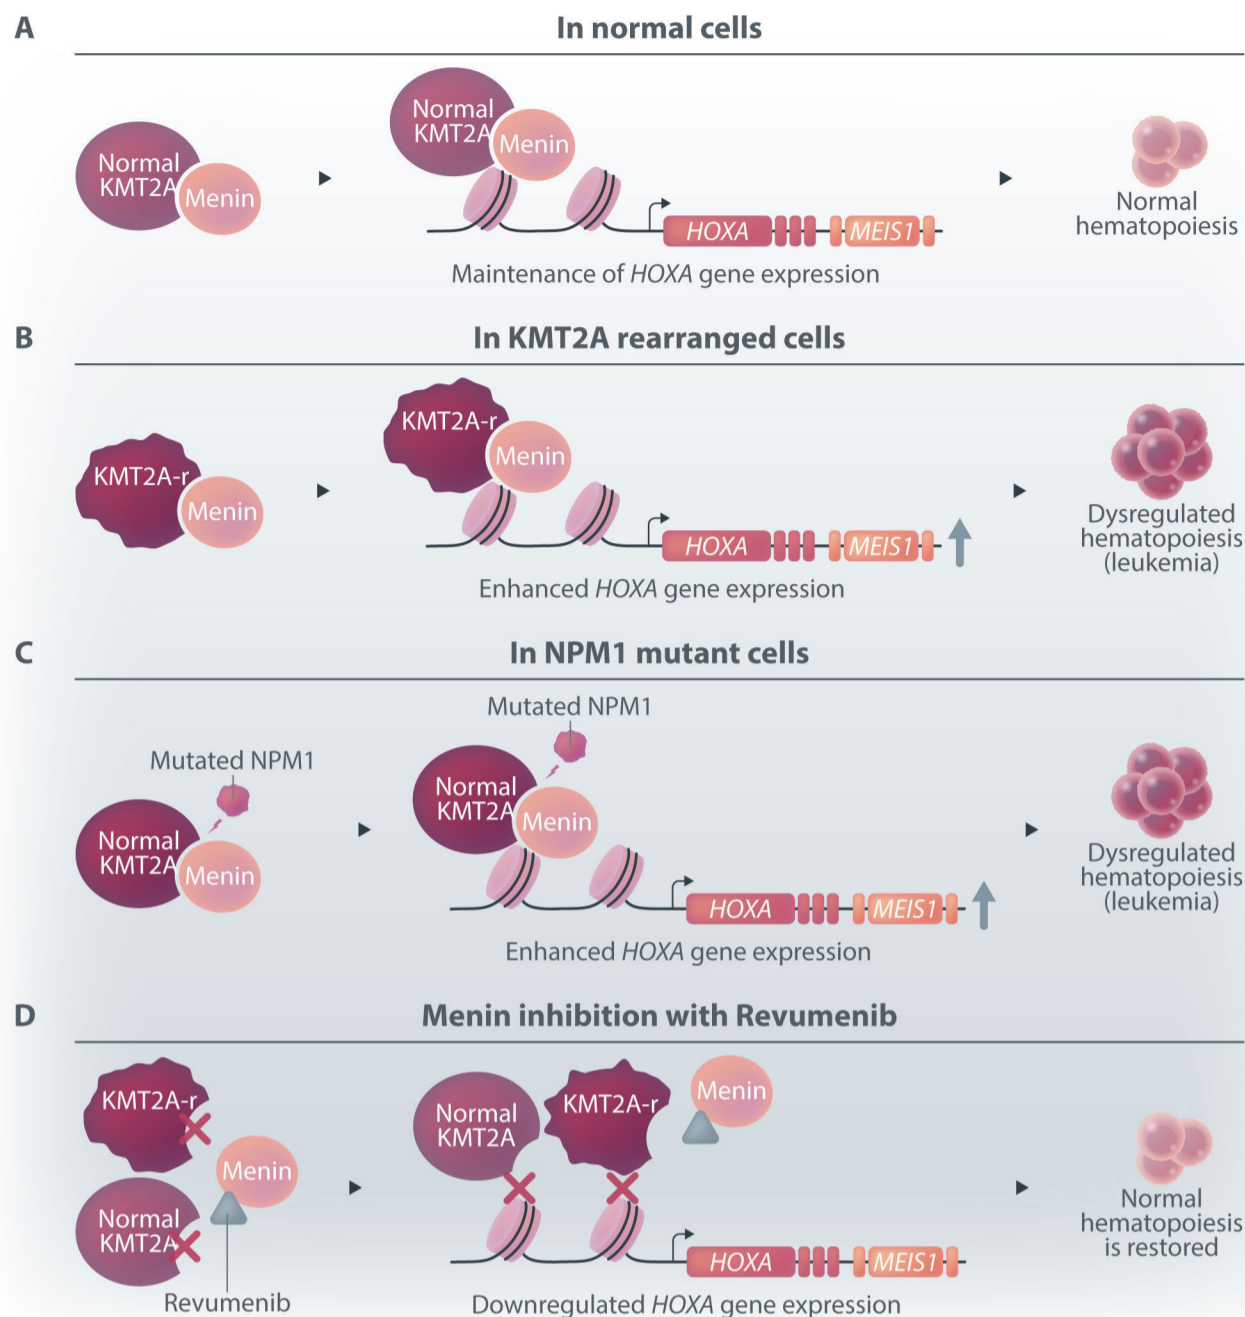 A
In normal cells
Normal
KMT2A
Menin
Normal
KMT2A
Menin
HOXA
MEIS1
Maintenance of HOXA gene expression
Normal
hematopoiesis
B
In KMT2A rearranged cells
KMT2A-r
Menin
KMT2A-r
Menin
HOXA
MEIS1
Enhanced HOXA gene expression
Dysregulated
hematopoiesis
(leukemia)
C
In NPM1 mutant cells
Mutated NPM1
Normal
KMT2A
Menin
Mutated NPM1
Normal
KMT2A
Menin
HOXA
MEIS1
Enhanced HOXA gene expression
Dysregulated
hematopoiesis
(leukemia)
D
Menin inhibition with Revumenib
KMT2A-r
Menin
Normal
KMT2A
Revumenib
Normal
KMT2A
KMT2A-r
Menin
HOXA
MEIS1
Downregulated HOXA gene expression
Normal
hematopoiesis
is restored